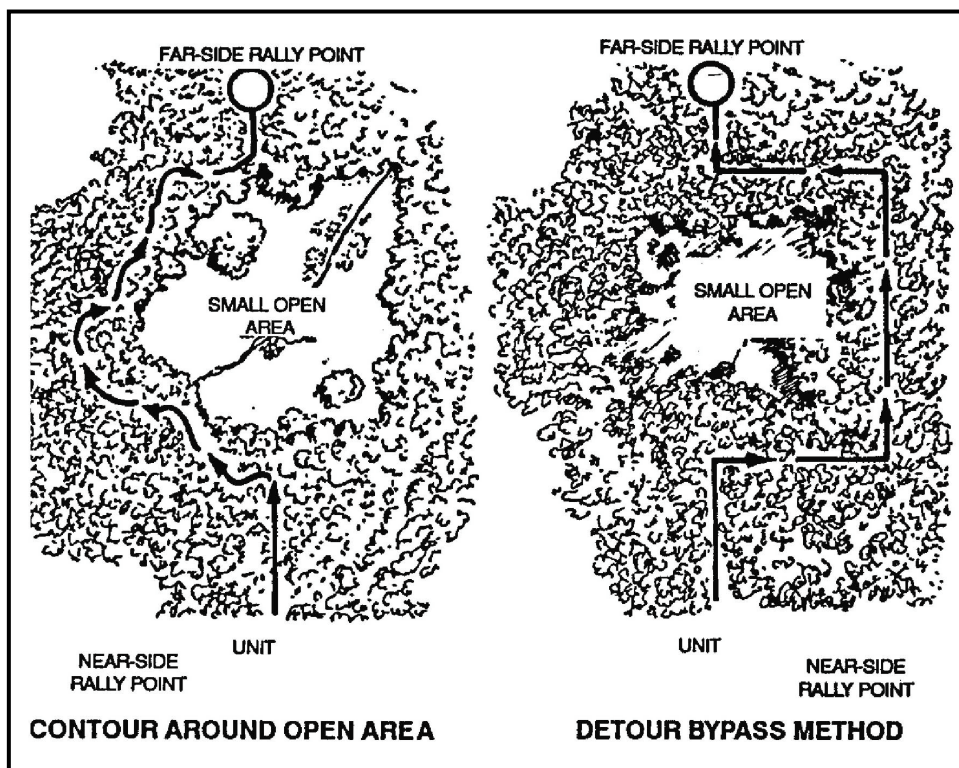 FAR-SIDE RALLY POINT
SMALL OPEN
AREA
UNIT
NEAR-SIDE
RALLY POINT
CONTOUR AROUND OPEN AREA
FAR-SIDE RALLY POINT
SMALL OPEN
AREA
UNIT
NEAR-SIDE
RALLY POINT
DETOUR BYPASS METHOD